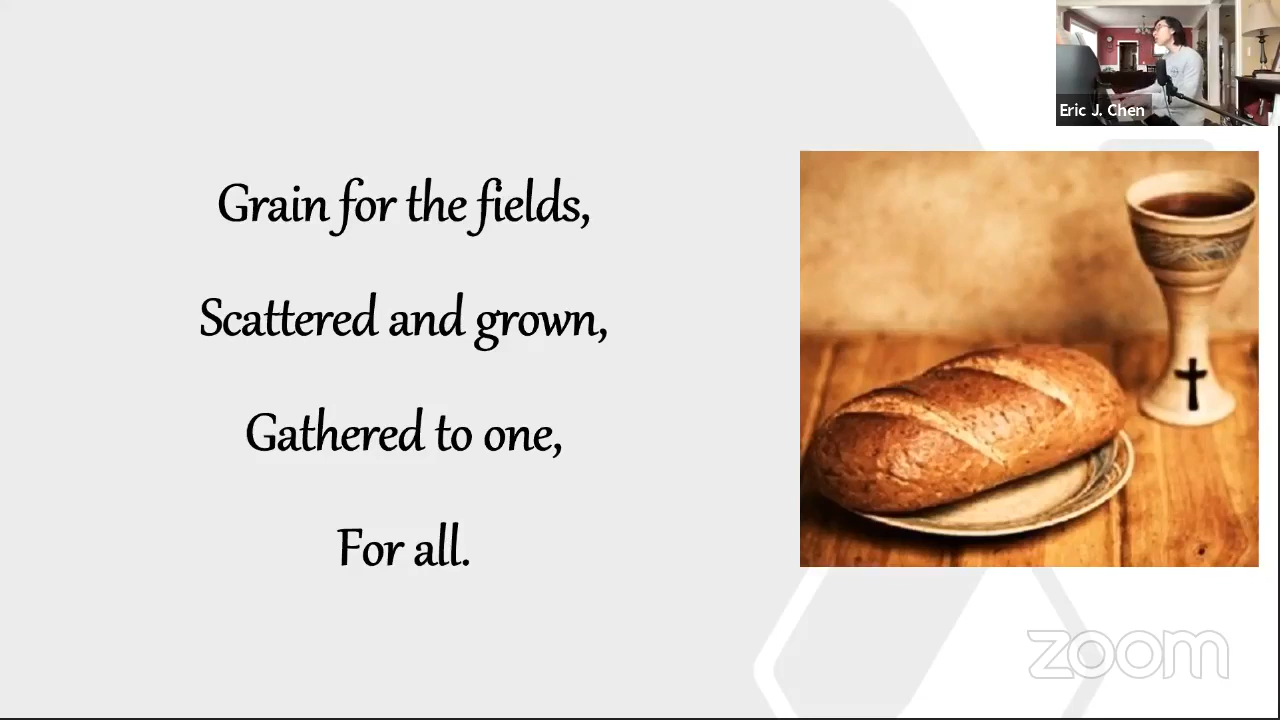 Eric J. Chen
Grain for the fields,
Scattered and grown,
Gathered to one,
For all.
zoom